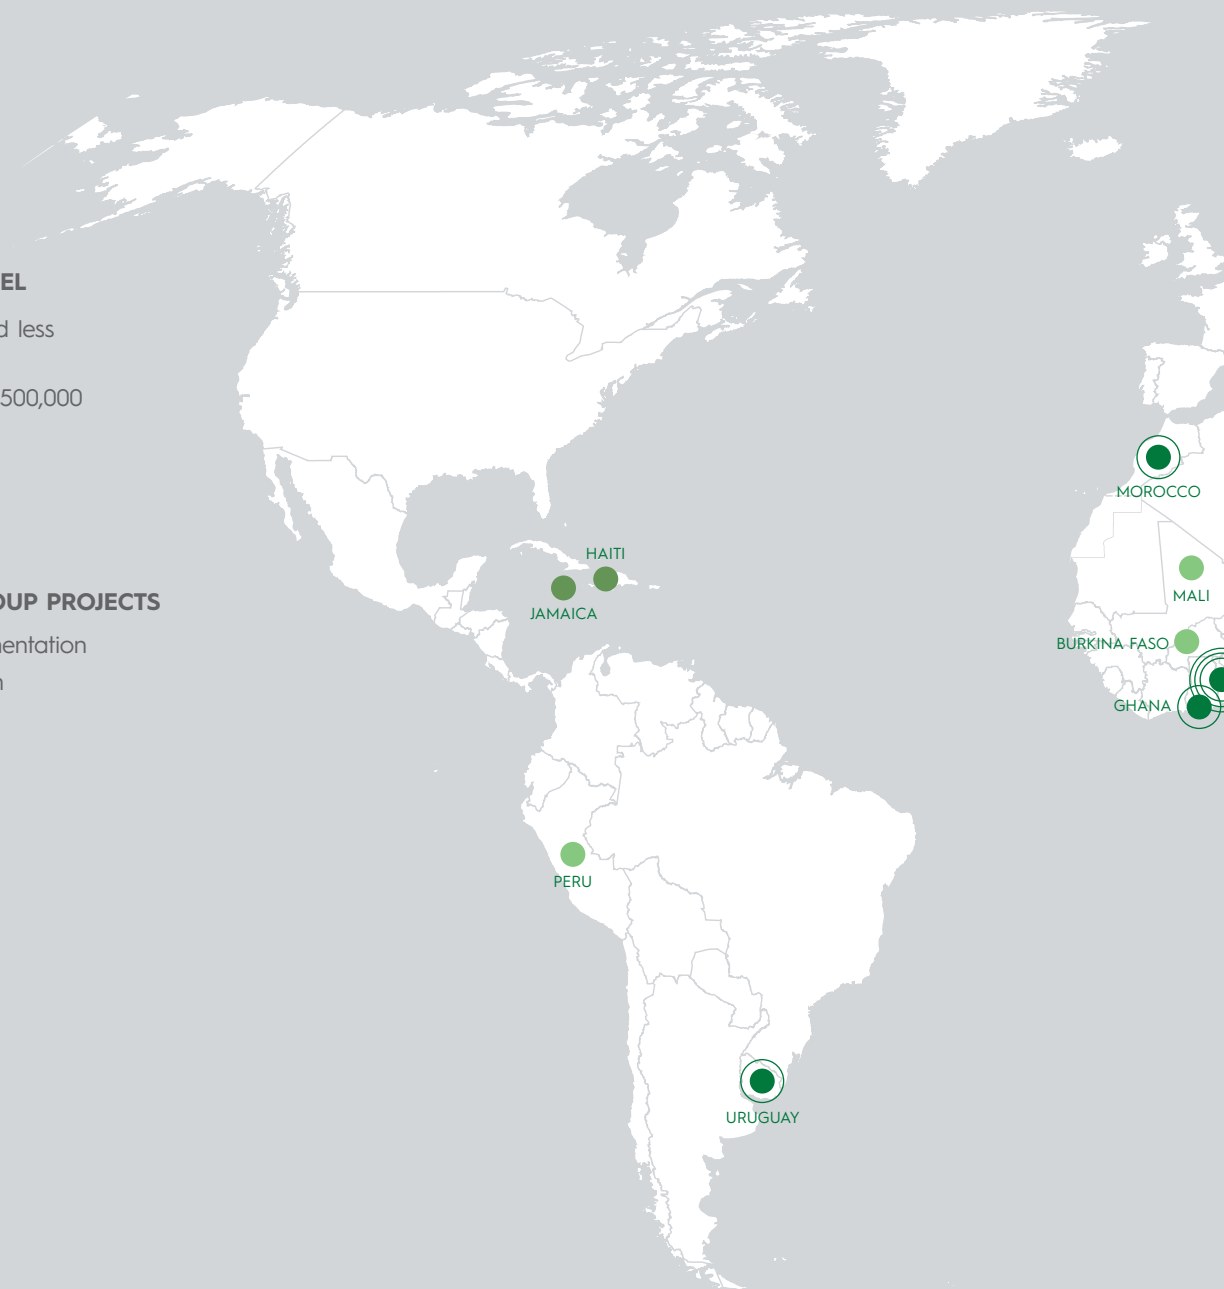 EL
d less
500,000
OUP PROJECTS
nentation
n
HAITI
JAMAICA
PERU
URUGUAY
MOROCCO
MALI
BURKINA FASO
GHANA